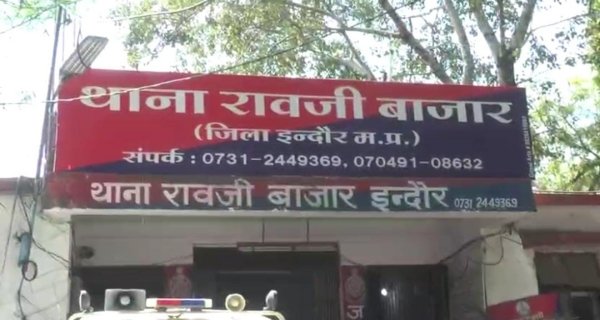 थाना रावजी बाजार
(जिला इन्दौर म.प्र.)
संपर्क : 0731-2449369, 070491-08632
थाना रावजी बाजार इन्दौर 0731 2449369